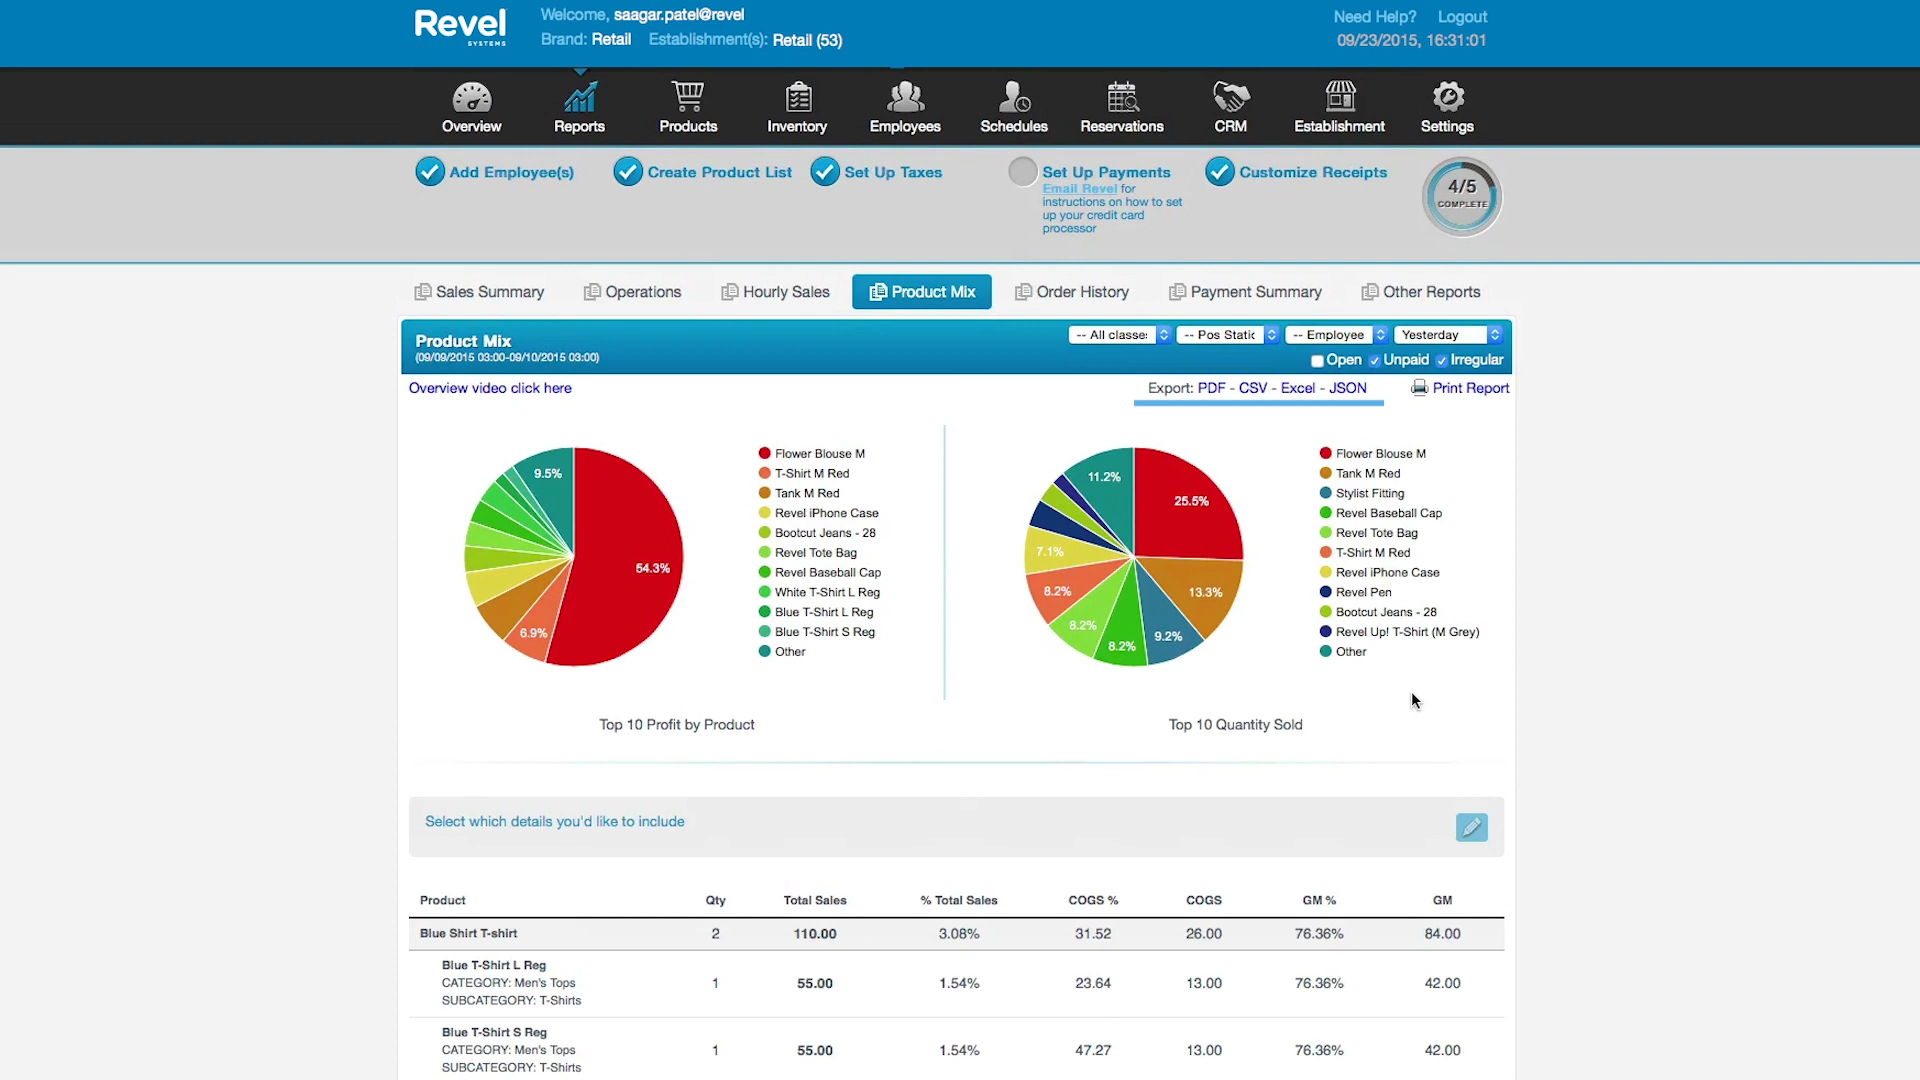 Revel
SYSTEMS
Welcome, saagar.patel@revel
Brand: Retail Establishment(s): Retail (53)
Need Help? Logout
09/23/2015, 16:31:01
Overview
Reports
Products
Inventory
Employees
Schedules
Reservations
CRM
Establishment
Settings
Add Employee(s)
Create Product List
Set Up Taxes
Set Up Payments
Email Revel for
instructions on how to set
up your credit card
processor
Customize Receipts
4/5
COMPLETE
Sales Summary
Operations
Hourly Sales
Product Mix
Order History
Payment Summary
Other Reports
Product Mix
(09/09/2015 03:00-09/10/2015 03:00)
-- All classes
-- Pos Static
-- Employee
Yesterday
Open Unpaid Irregular
Overview video click here
Export: PDF - CSV - Excel - JSON
Print Report
9.5%
54.3%
6.9%
Flower Blouse M
T-Shirt M Red
Tank M Red
Revel iPhone Case
Bootcut Jeans - 28
Revel Tote Bag
Revel Baseball Cap
White T-Shirt L Reg
Blue T-Shirt L Reg
Blue T-Shirt S Reg
Other
Top 10 Profit by Product
11.2%
25.5%
7.1%
13.3%
8.2%
8.2%
9.2%
8.2%
Flower Blouse M
Tank M Red
Stylist Fitting
Revel Baseball Cap
Revel Tote Bag
T-Shirt M Red
Revel iPhone Case
Revel Pen
Bootcut Jeans - 28
Revel Up! T-Shirt (M Grey)
Other
Top 10 Quantity Sold
Select which details you'd like to include
Product Qty Total Sales % Total Sales COGS % COGS GM % GM
Blue Shirt T-shirt 2 110.00 3.08% 31.52 26.00 76.36% 84.00
Blue T-Shirt L Reg
CATEGORY: Men's Tops 1 55.00 1.54% 23.64 13.00 76.36% 42.00
SUBCATEGORY: T-Shirts
Blue T-Shirt S Reg
CATEGORY: Men's Tops 1 55.00 1.54% 47.27 13.00 76.36% 42.00
SUBCATEGORY: T-Shirts